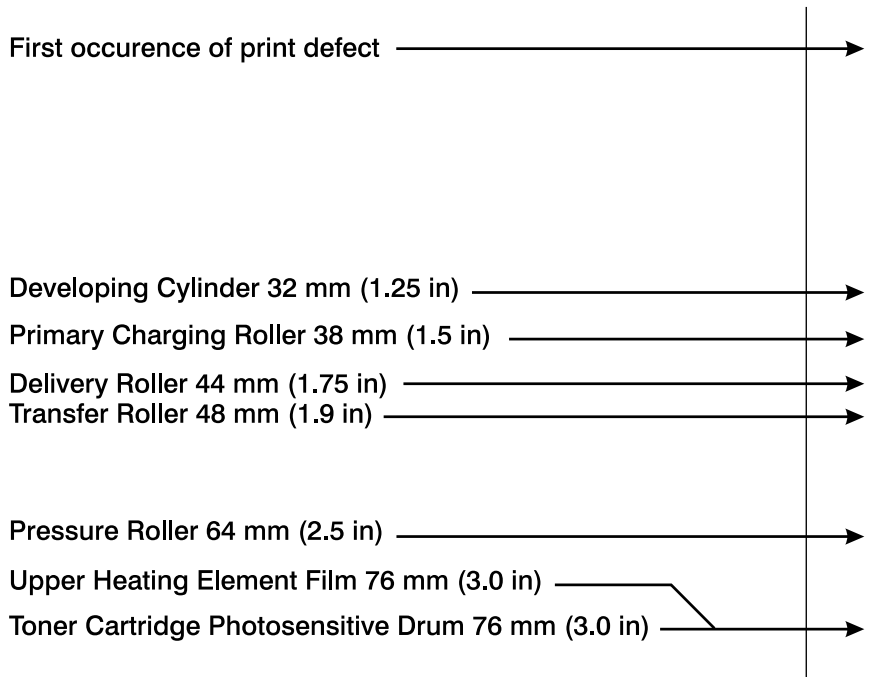 First occurence of print defect
Developing Cylinder 32 mm (1.25 in)
Primary Charging Roller 38 mm (1.5 in)
Delivery Roller 44 mm (1.75 in)
Transfer Roller 48 mm (1.9 in)
Pressure Roller 64 mm (2.5 in)
Upper Heating Element Film 76 mm (3.0 in)
Toner Cartridge Photosensitive Drum 76 mm (3.0 in)